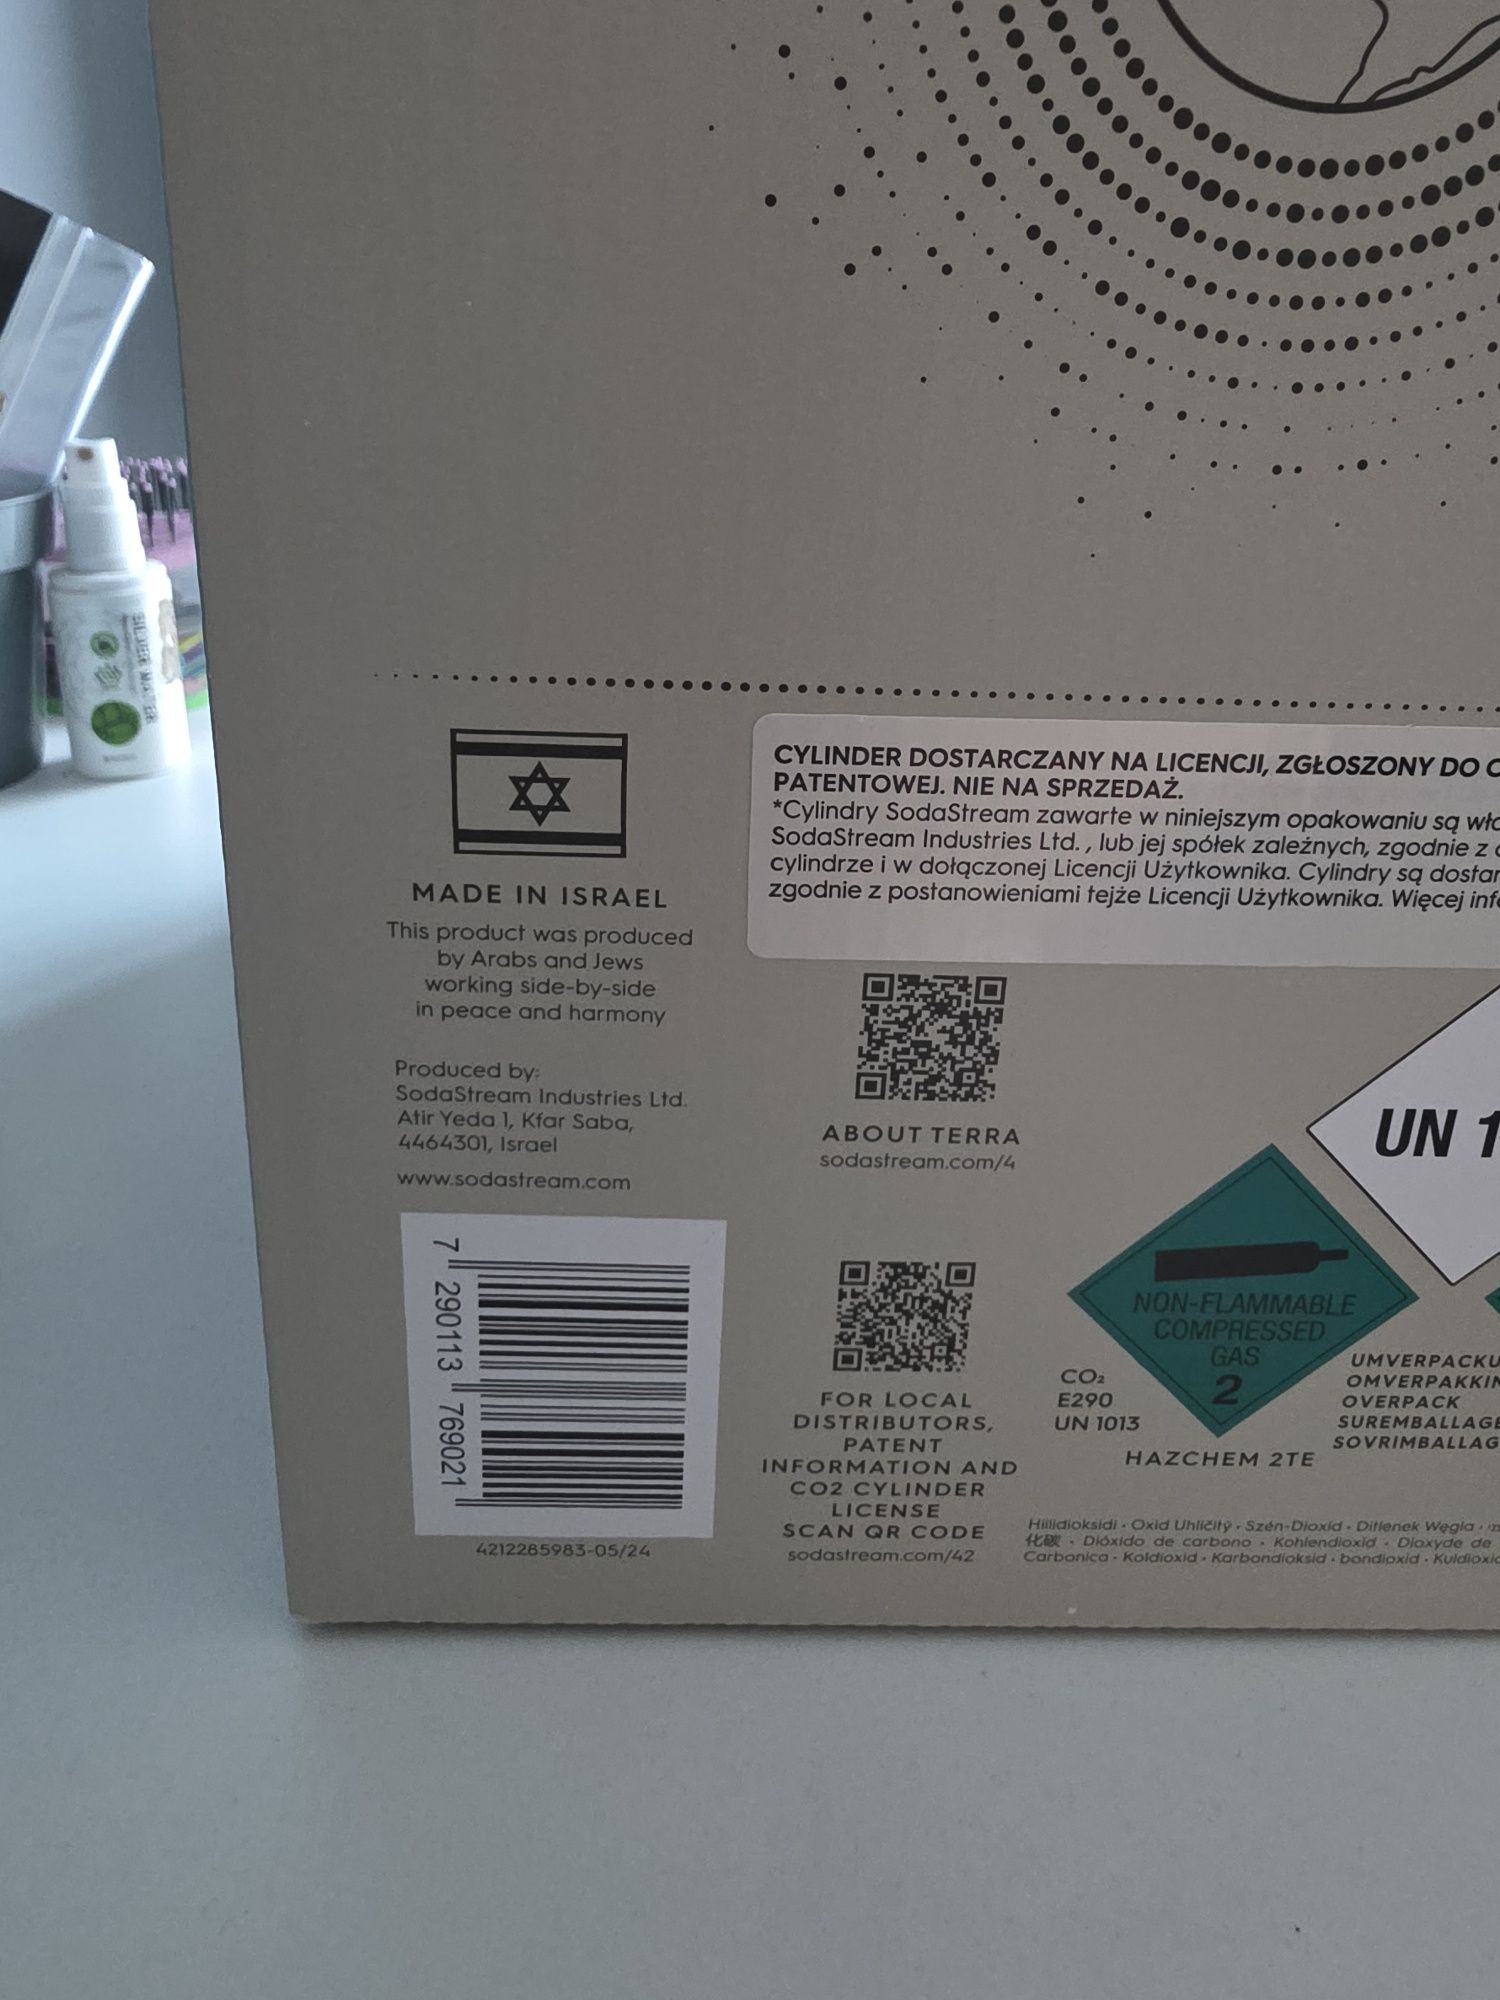 MADE IN ISRAEL
This product was produced
by Arabs and Jews
working side-by-side
in peace and harmony
Produced by:
SodaStream Industries Ltd.
Atir Yeda 1, Kfar Saba,
4464301, Israel
www.sodastream.com
7 290113 769021
4212285983-05/24
CYLINDER DOSTARCZANY NA LICENCJI, ZGŁOSZONY DO
PATENTOWEJ. NIE NA SPRZEDAŻ.
*Cylindry SodaStream zawarte w niniejszym opakowaniu są
SodaStream Industries Ltd. , lub jej spółek zależnych, zgodnie z
cylindrze i w dołączonej Licencji Użytkownika. Cylindry są
zgodnie z postanowieniami tejże Licencji Użytkownika. Więcej
ABOUT TERRA
sodastream.com/4
FOR LOCAL
DISTRIBUTORS,
PATENT
INFORMATION AND
CO2 CYLINDER
LICENSE
SCAN QR CODE
sodastream.com/42
UN 1
NON-FLAMMABLE
COMPRESSED
GAS
2
CO₂
E290
UN 1013
HAZCHEM 2TE
OVERPACK
Hiilidioksidi · Oxid Uhličitý · Szén-Dioxid · Ditlenek Węgla ·
化碳 · Dióxido de carbono · Kohlendioxid · Dioxyde de
Carbonica · Koldioxid · Karbondioksid · bondioxid ·